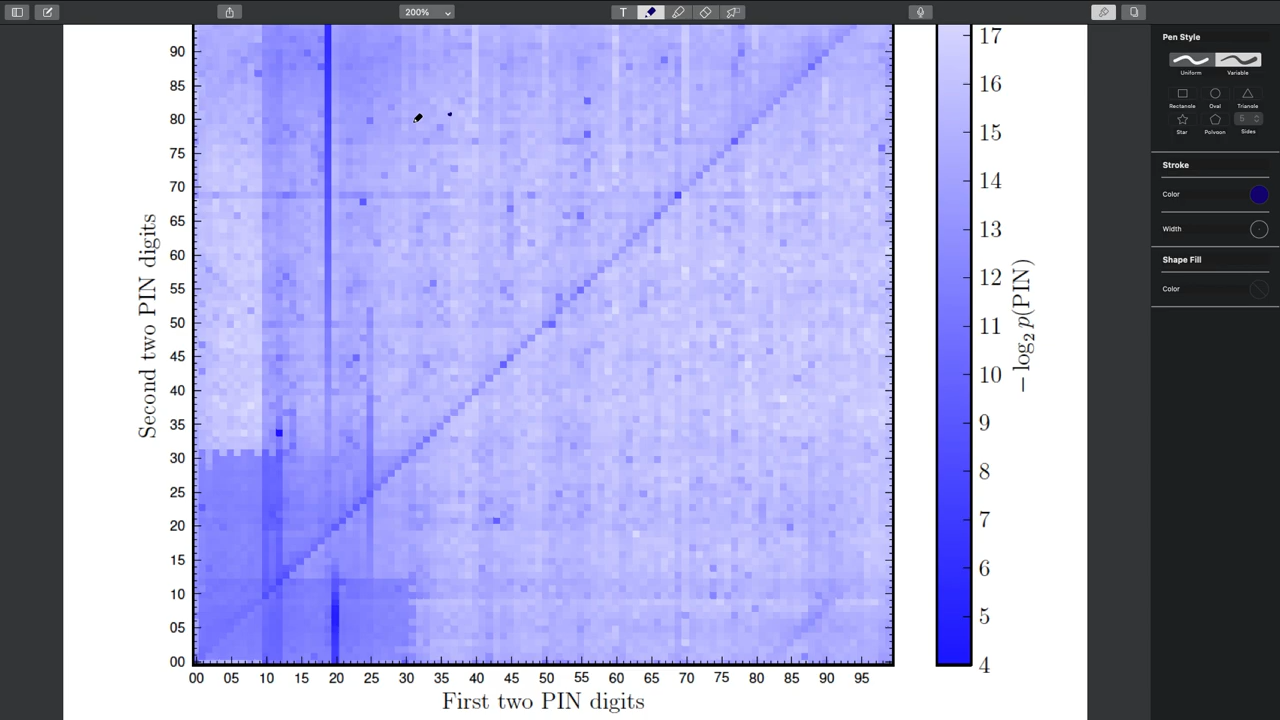 200%
T
Pen Style
Uniform Variable
Rectangle Oval Triangle
Star Polygon 5 Sides
Stroke
Color
Width
Shape Fill
Color
Second two PIN digits
90
85
80
75
70
65
60
55
50
45
40
35
30
25
20
15
10
05
00
00 05 10 15 20 25 30 35 40 45 50 55 60 65 70 75 80 85 90 95
First two PIN digits
17
16
15
14
13
12
11
10
9
8
7
6
5
4
− log₂ p(PIN)